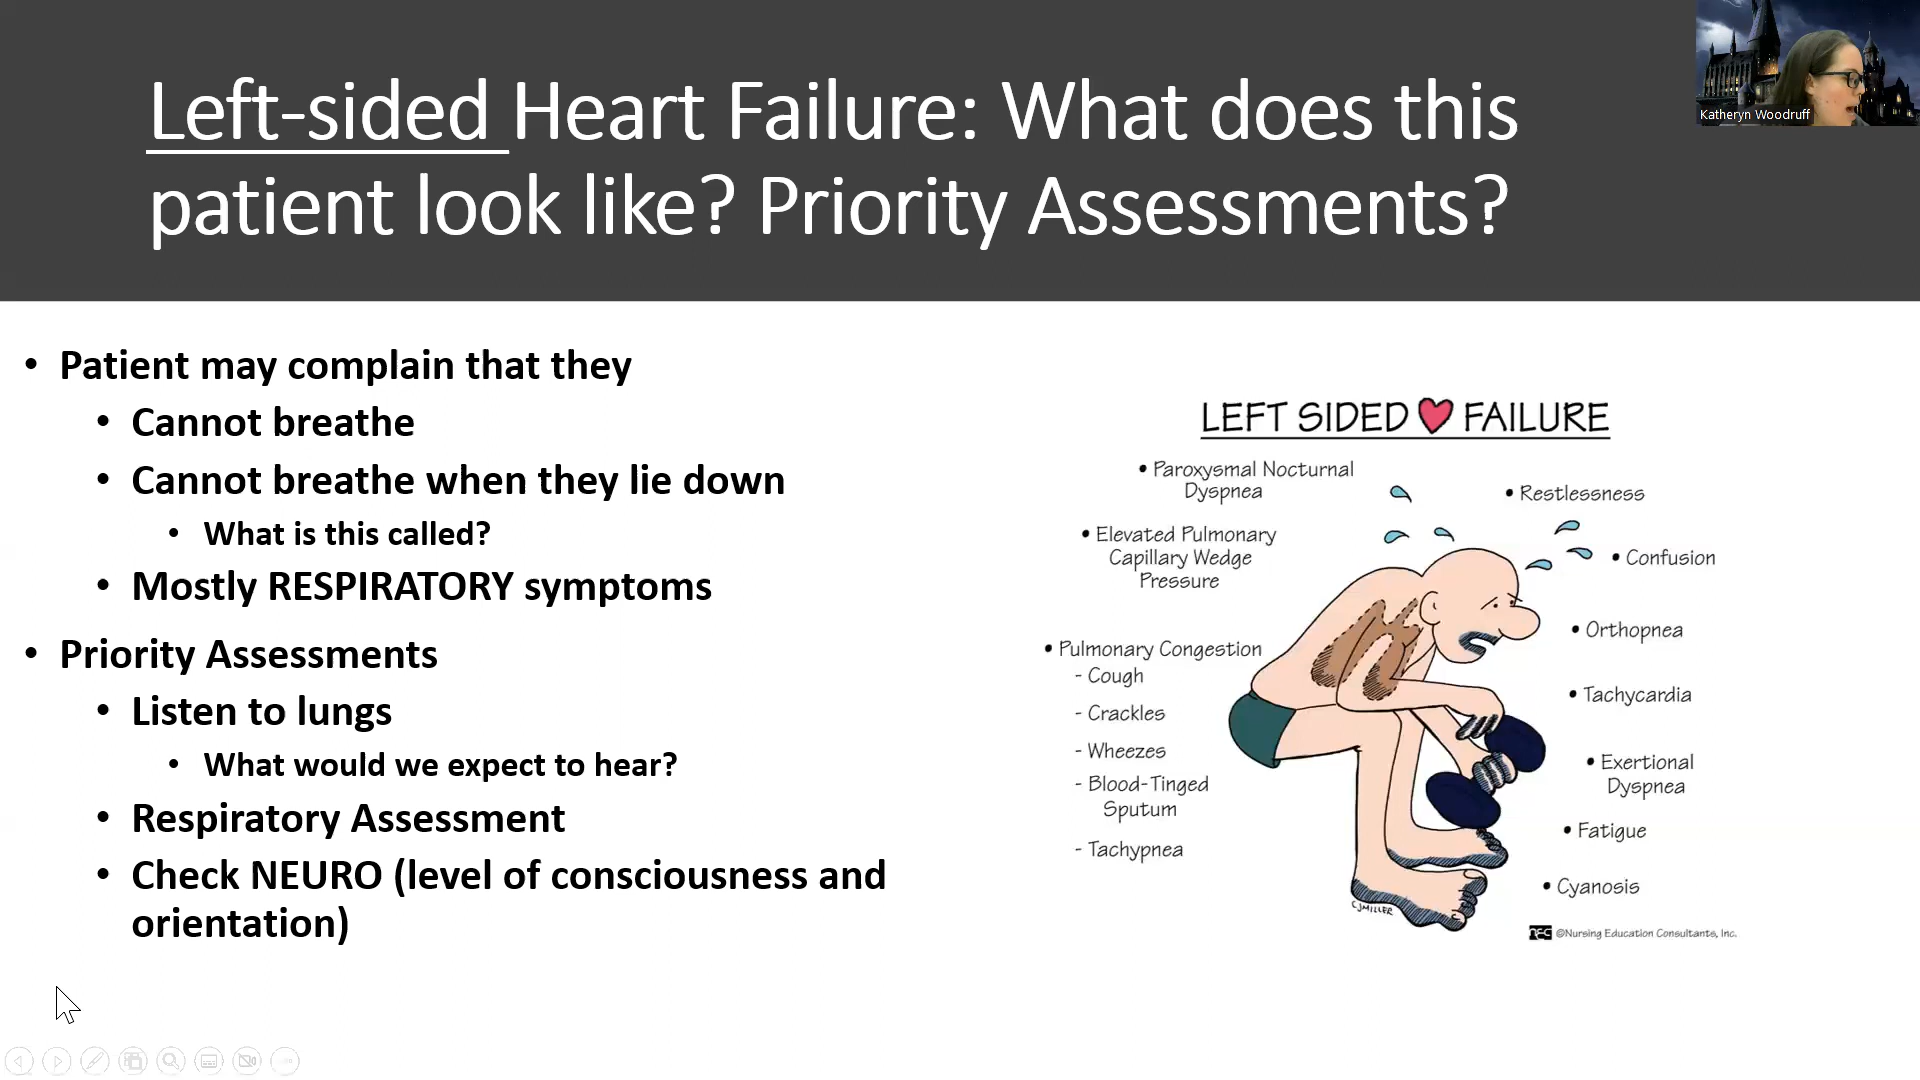 Left-sided Heart Failure: What does this
patient look like? Priority Assessments?
Katheryn Woodruff
• Patient may complain that they
• Cannot breathe
• Cannot breathe when they lie down
• What is this called?
• Mostly RESPIRATORY symptoms
• Priority Assessments
• Listen to lungs
• What would we expect to hear?
• Respiratory Assessment
• Check NEURO (level of consciousness and
orientation)
LEFT SIDED FAILURE
• Paroxysmal Nocturnal
Dyspnea
• Elevated Pulmonary
Capillary Wedge
Pressure
• Pulmonary Congestion
- Cough
- Crackles
- Wheezes
- Blood-Tinged
Sputum
- Tachypnea
• Restlessness
• Confusion
• Orthopnea
• Tachycardia
• Exertional
Dyspnea
• Fatigue
• Cyanosis
CJMILLER
nec ©Nursing Education Consultants, Inc.